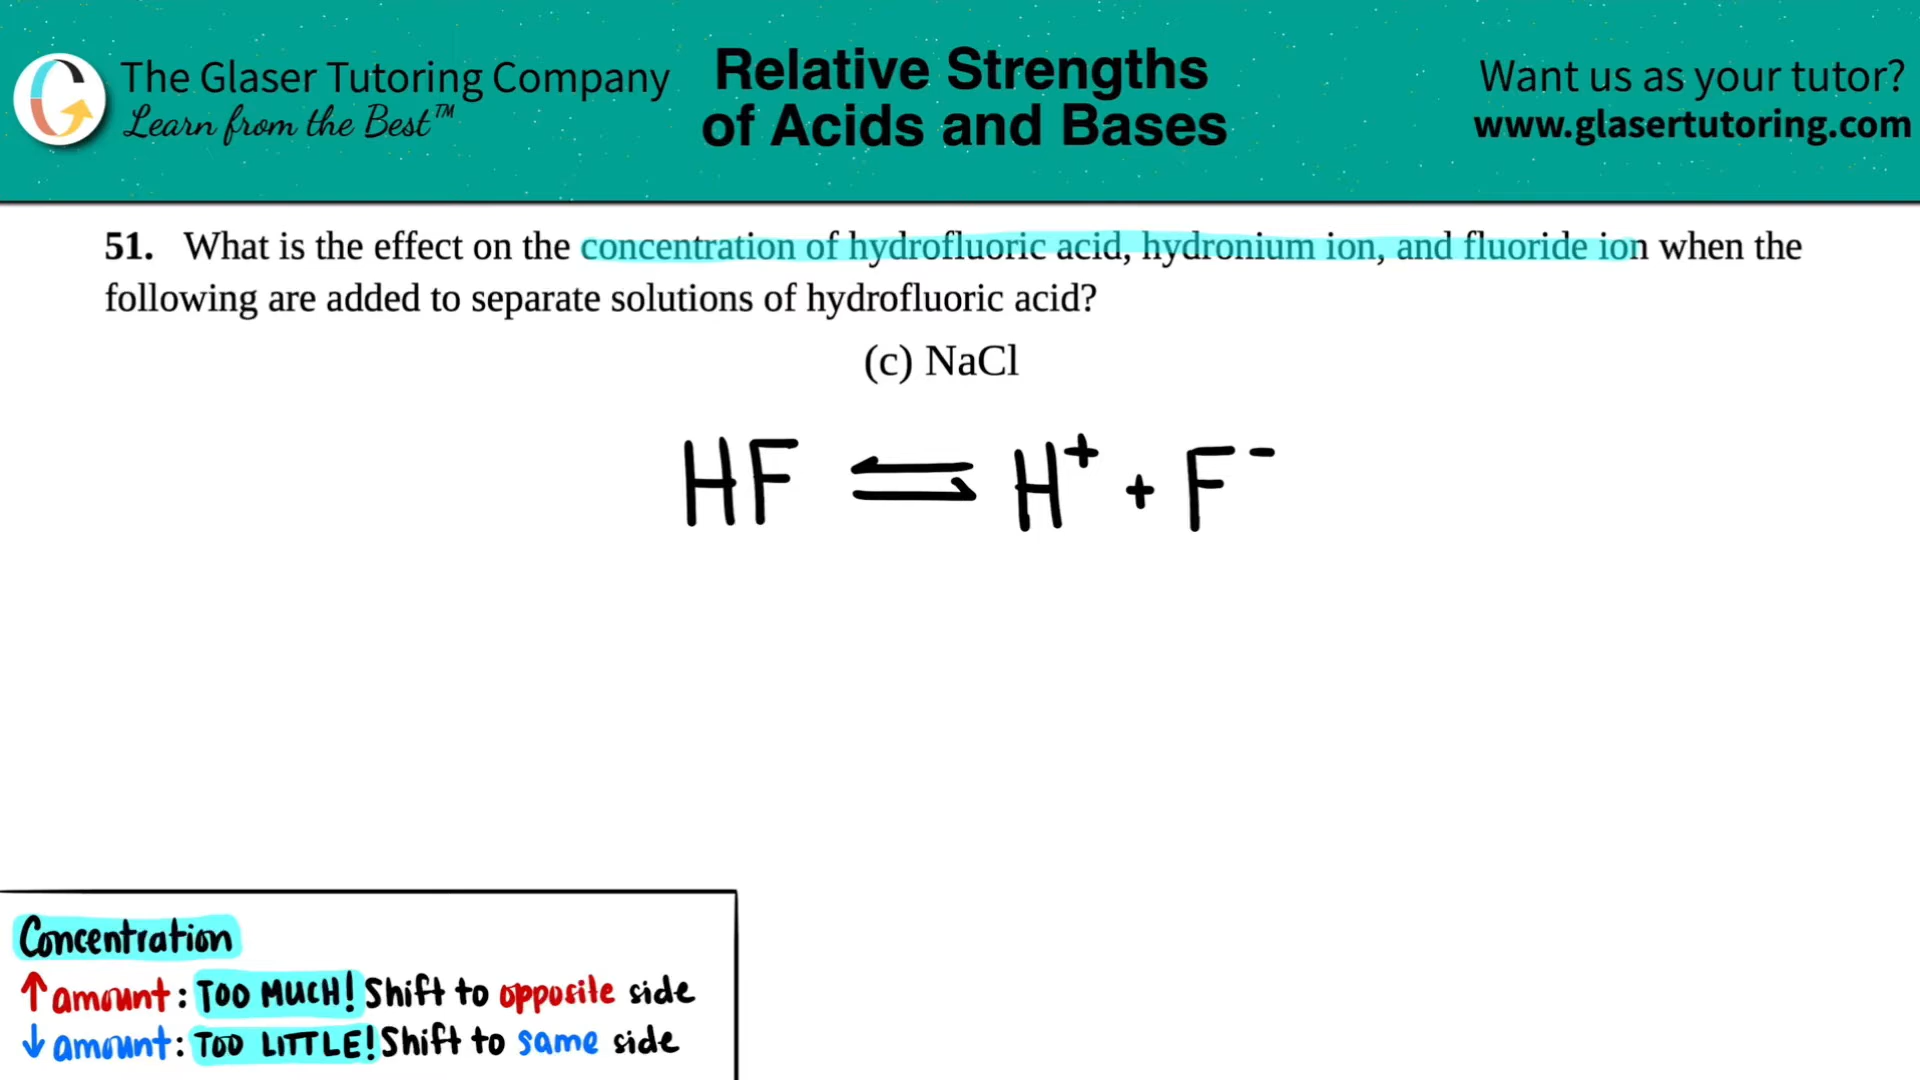 The Glaser Tutoring Company
Learn from the Best™
Relative Strengths
of Acids and Bases
Want us as your tutor?
www.glasertutoring.com
51. What is the effect on the concentration of hydrofluoric acid, hydronium ion, and fluoride ion when the
following are added to separate solutions of hydrofluoric acid?
(c) NaCl
HF ⇌ H⁺ + F⁻
Concentration
↑ amount: TOO MUCH! Shift to opposite side
↓ amount: TOO LITTLE! Shift to same side